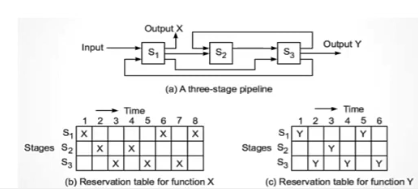 Output X
Input
S1
S2
S3
Output Y
(a) A three-stage pipeline
Time
1 2 3 4 5 6 7 8
S1 X X X
Stages S2 X X
S3 X X X
(b) Reservation table for function X
Time
1 2 3 4 5 6
S1 Y Y
Stages S2 Y
S3 Y Y Y
(c) Reservation table for function Y